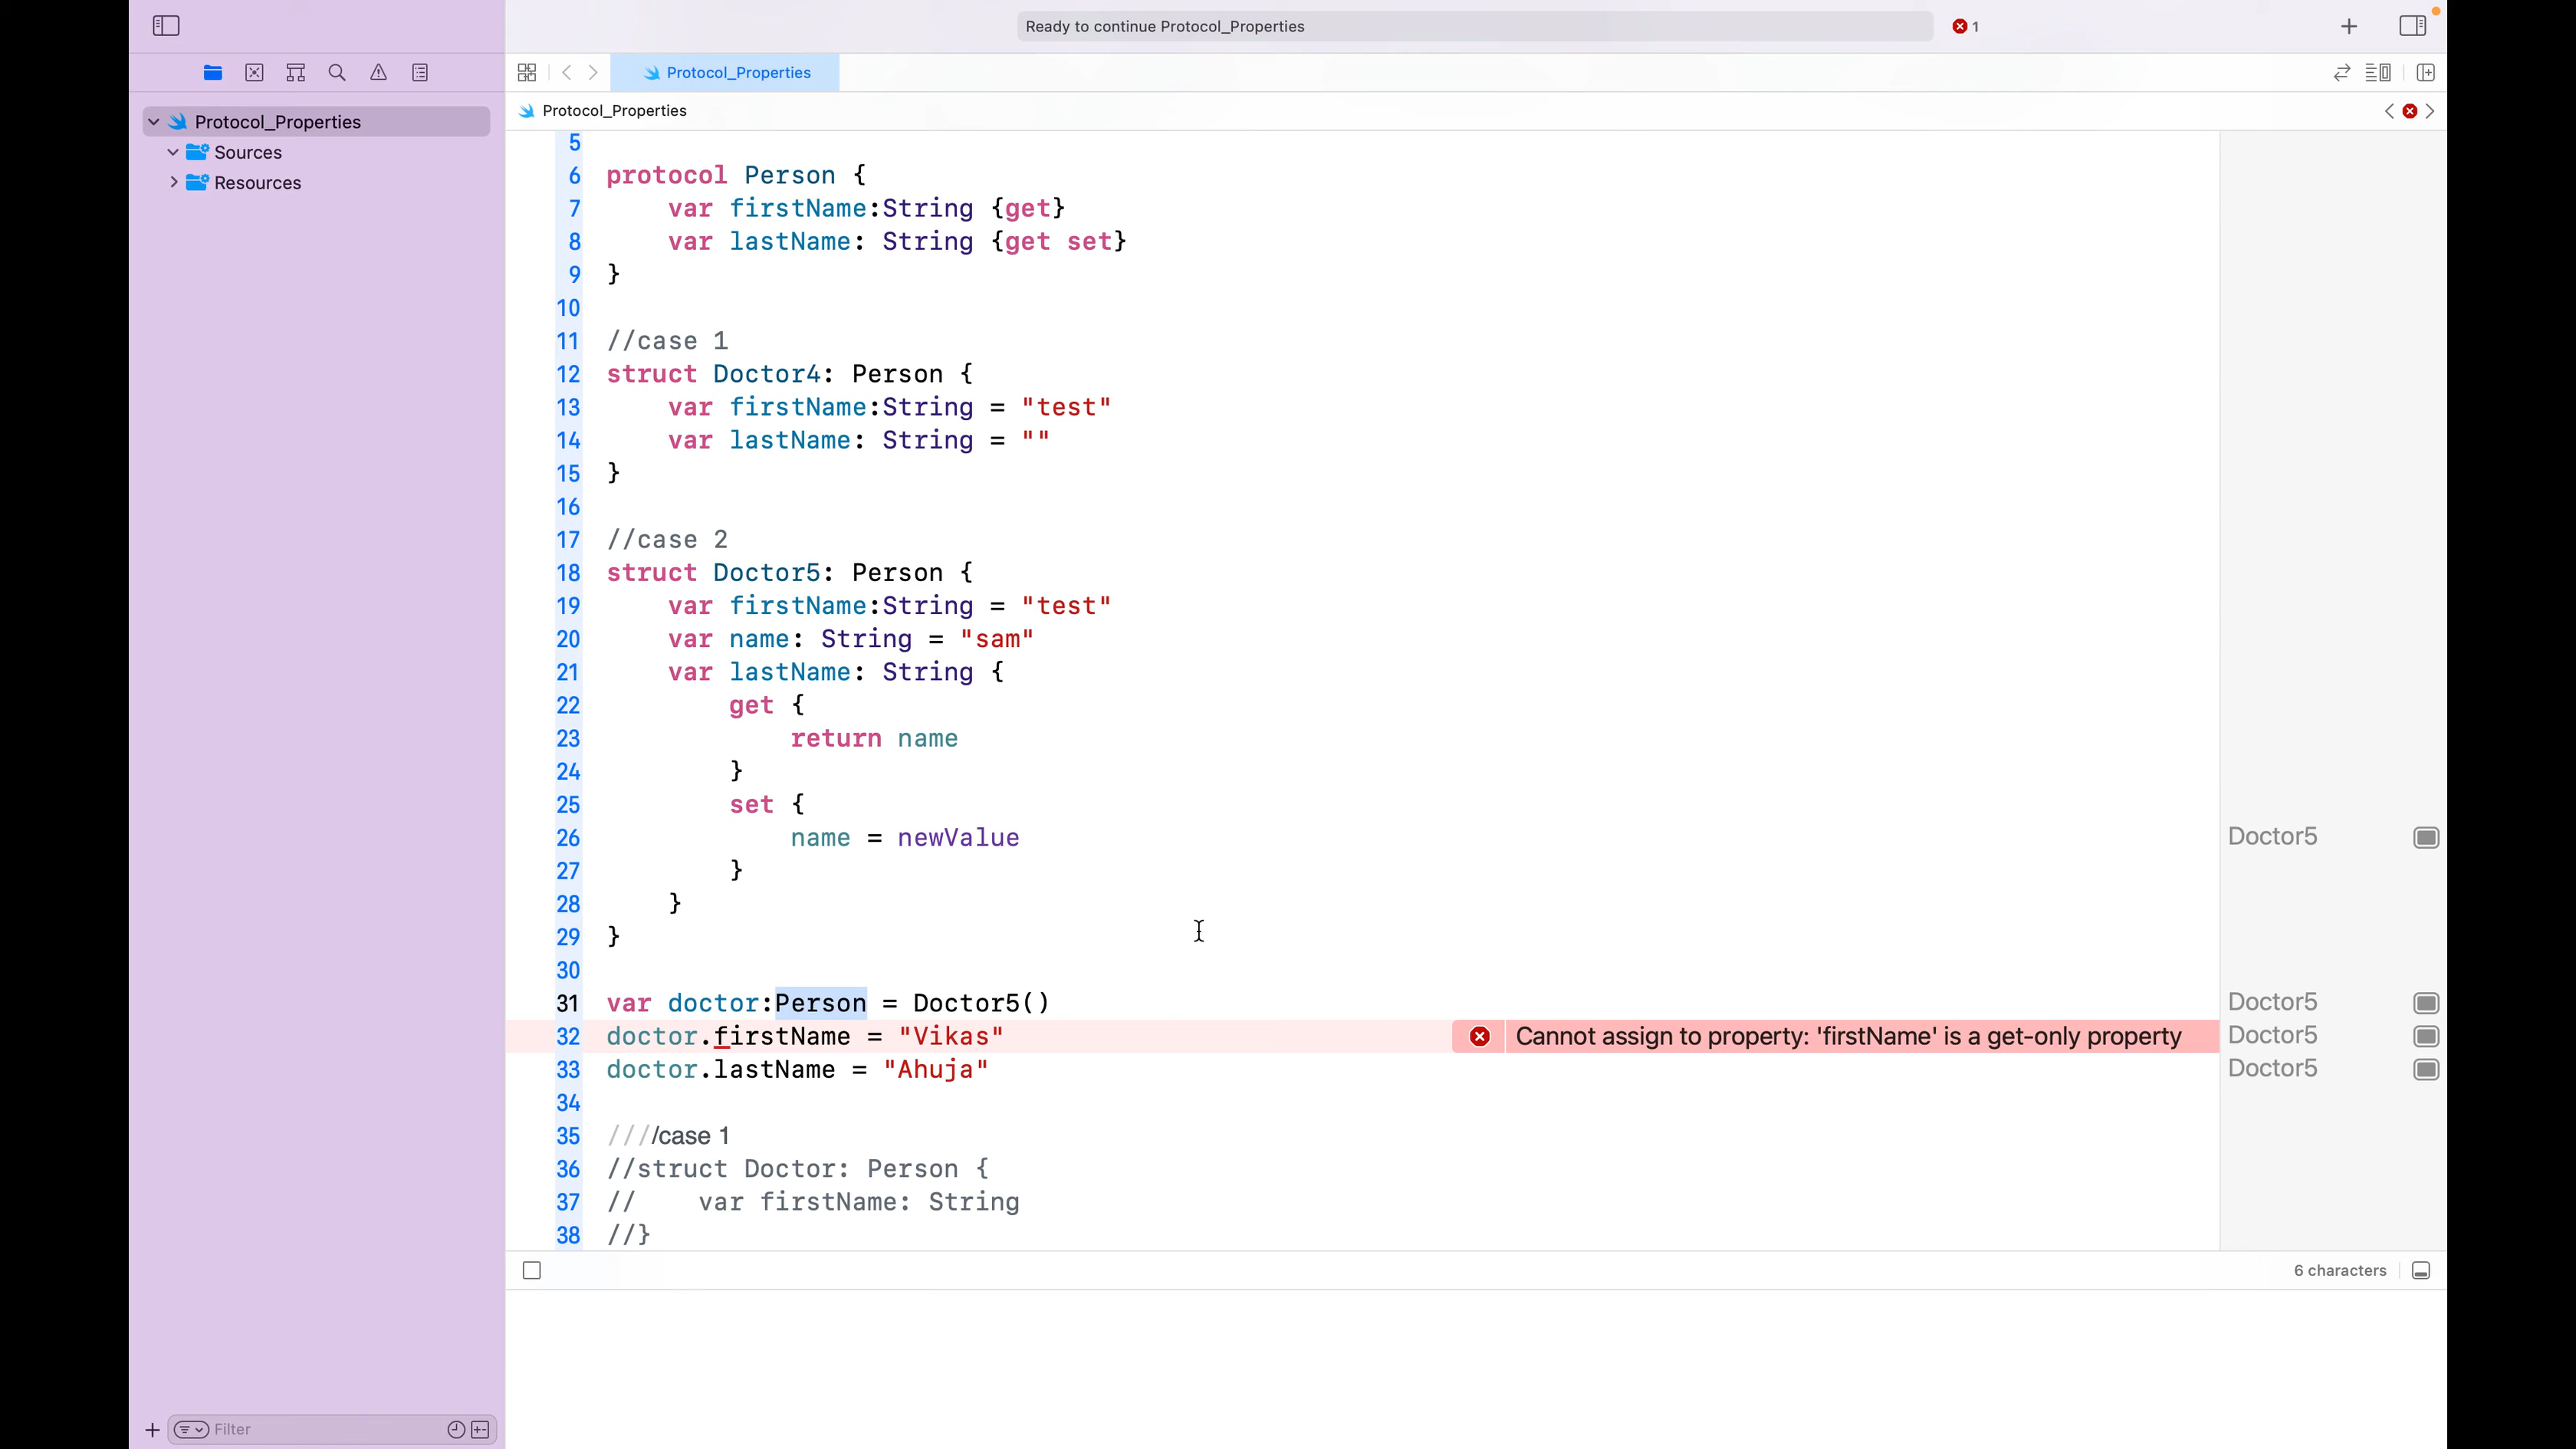 Ready to continue Protocol_Properties
1
Protocol_Properties
Protocol_Properties
Protocol_Properties
Sources
Resources
5
6 protocol Person {
7 var firstName:String {get}
8 var lastName: String {get set}
9 }
10
11 //case 1
12 struct Doctor4: Person {
13 var firstName:String = "test"
14 var lastName: String = ""
15 }
16
17 //case 2
18 struct Doctor5: Person {
19 var firstName:String = "test"
20 var name: String = "sam"
21 var lastName: String {
22 get {
23 return name
24 }
25 set {
26 name = newValue Doctor5
27 }
28 }
29 }
30
31 var doctor:Person = Doctor5() Doctor5
32 doctor.firstName = "Vikas" Cannot assign to property: 'firstName' is a get-only property Doctor5
33 doctor.lastName = "Ahuja" Doctor5
34
35 ////case 1
36 //struct Doctor: Person {
37 // var firstName: String
38 //}
6 characters
Filter